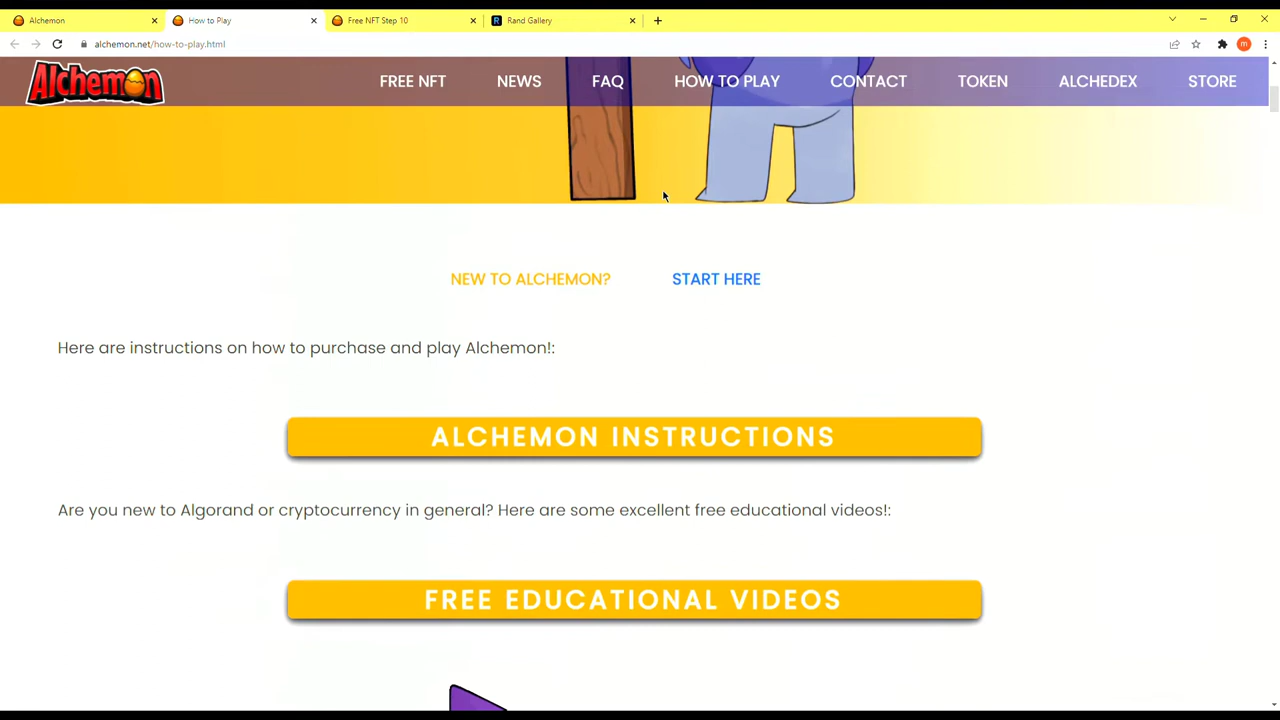 Alchemon
How to Play
Free NFT Step 10
Rand Gallery
alchemon.net/how-to-play.html
m
Alchemon
FREE NFT
NEWS
FAQ
HOW TO PLAY
CONTACT
TOKEN
ALCHEDEX
STORE
NEW TO ALCHEMON?
START HERE
Here are instructions on how to purchase and play Alchemon!:
ALCHEMON INSTRUCTIONS
Are you new to Algorand or cryptocurrency in general? Here are some excellent free educational videos!:
FREE EDUCATIONAL VIDEOS